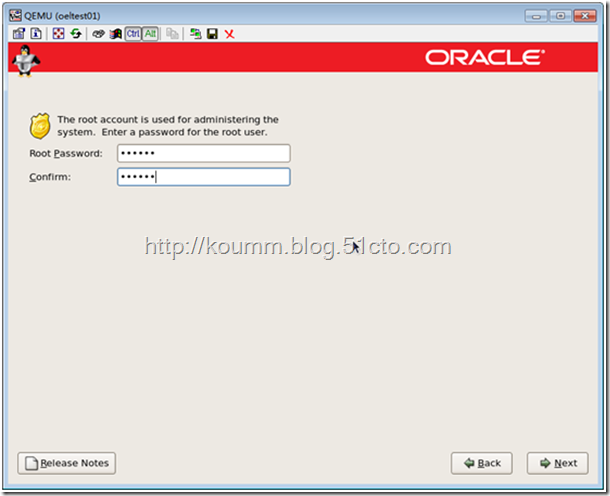 QEMU (oeltest01)
Ctrl Alt
ORACLE®
The root account is used for administering the
system. Enter a password for the root user.
Root Password: ••••••
Confirm: ••••••
http://koumm.blog.51cto.com
Release Notes
Back
Next